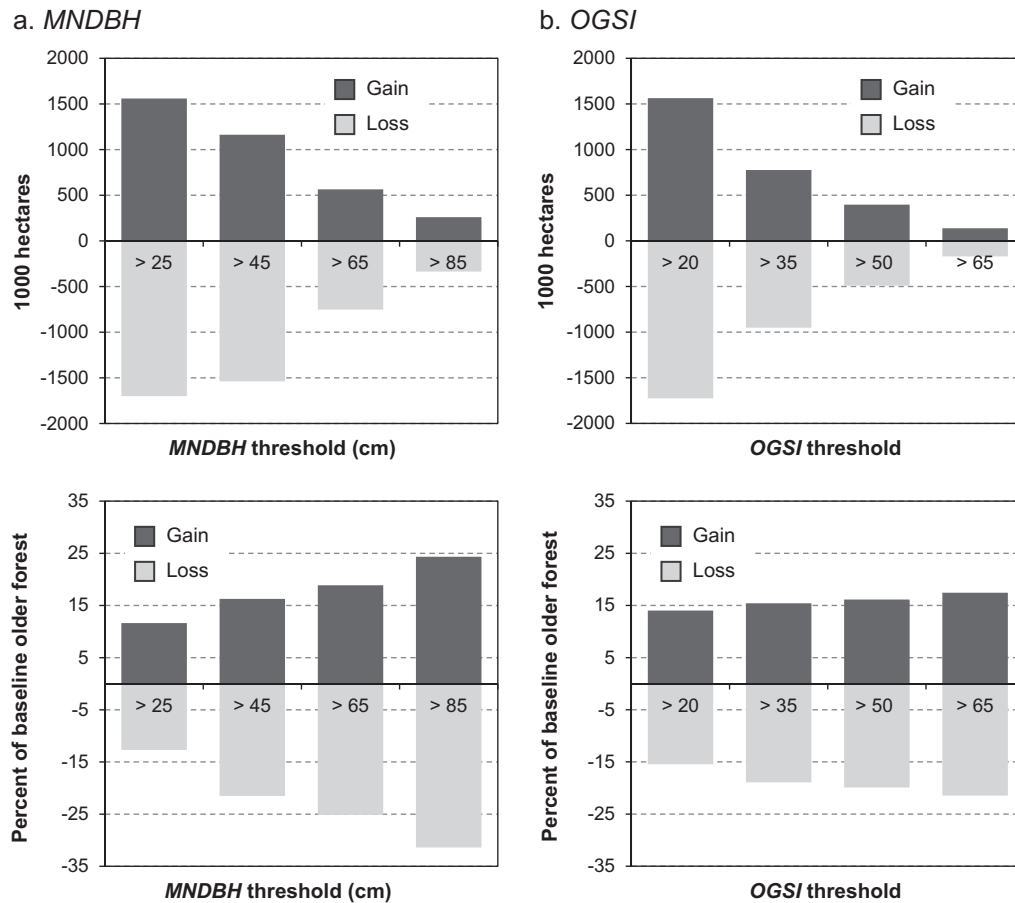 a. MNDBH
2000
1500
1000
500
0
-500
-1000
-1500
-2000
1000 hectares
Gain
Loss
> 25
> 45
> 65
> 85
MNDBH threshold (cm)
b. OGSI
2000
1500
1000
500
0
-500
-1000
-1500
-2000
1000 hectares
Gain
Loss
> 20
> 35
> 50
> 65
OGSI threshold
35
25
15
5
-5
-15
-25
-35
Percent of baseline older forest
Gain
Loss
> 25
> 45
> 65
> 85
MNDBH threshold (cm)
35
25
15
5
-5
-15
-25
-35
Percent of baseline older forest
Gain
Loss
> 20
> 35
> 50
> 65
OGSI threshold